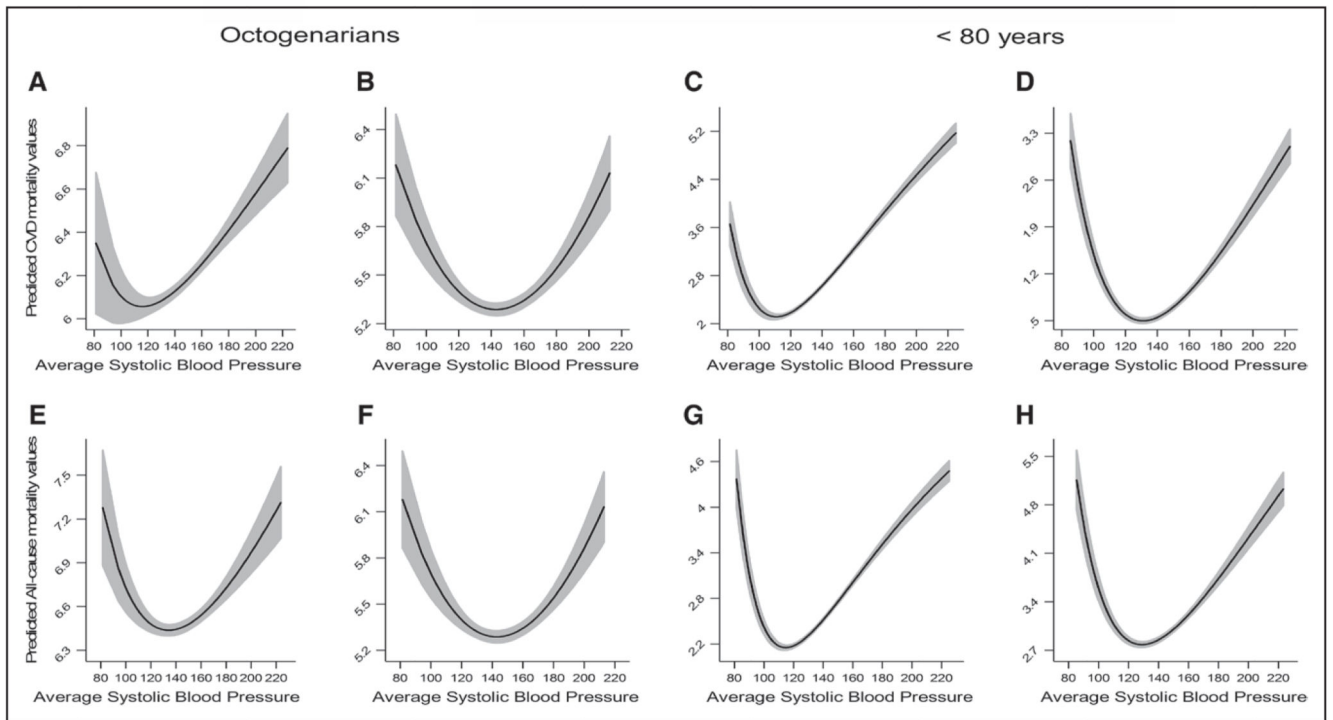 Octogenarians
< 80 years
A
B
C
D
Predicted CVD mortality values
6.8
6.6
6.4
6.2
6
80 100 120 140 160 180 200 220
Average Systolic Blood Pressure
6.4
6.1
5.8
5.5
5.2
80 100 120 140 160 180 200 220
Average Systolic Blood Pressure
5.2
4.4
3.6
2.8
2
80 100 120 140 160 180 200 220
Average Systolic Blood Pressure
3.3
2.6
1.9
1.2
.5
80 100 120 140 160 180 200 220
Average Systolic Blood Pressure
E
F
G
H
Predicted All-cause mortality values
7.5
7.2
6.9
6.6
6.3
80 100 120 140 160 180 200 220
Average Systolic Blood Pressure
6.4
6.1
5.8
5.5
5.2
80 100 120 140 160 180 200 220
Average Systolic Blood Pressure
4.6
4
3.4
2.8
2.2
80 100 120 140 160 180 200 220
Average Systolic Blood Pressure
5.5
4.8
4.1
3.4
2.7
80 100 120 140 160 180 200 220
Average Systolic Blood Pressure